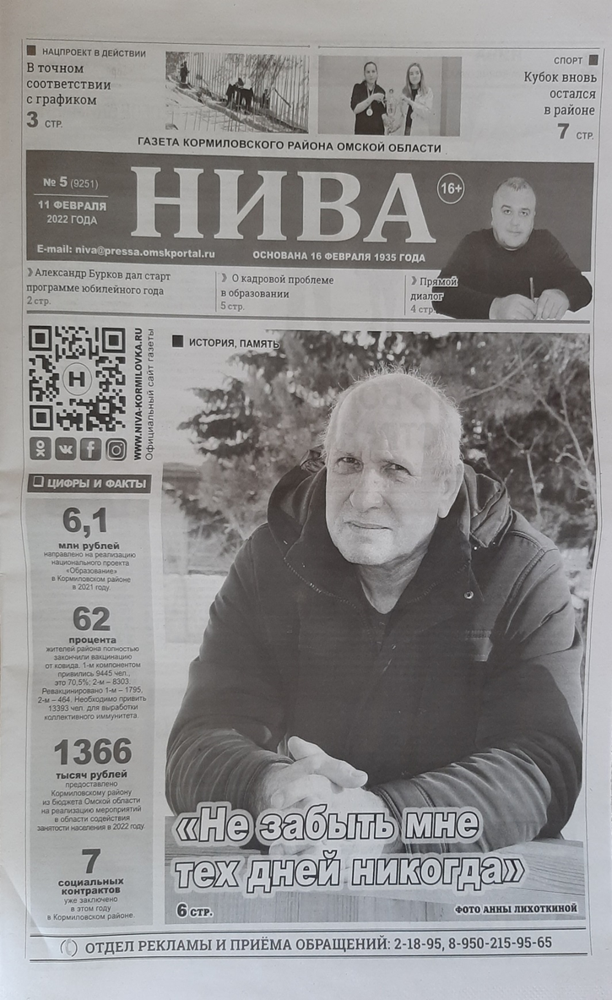 НАЦПРОЕКТ В ДЕЙСТВИИ
В точном
соответствии
с графиком
3 СТР.
СПОРТ
Кубок вновь
остался
в районе
7 СТР.
ГАЗЕТА КОРМИЛОВСКОГО РАЙОНА ОМСКОЙ ОБЛАСТИ
№ 5 (9251)
11 ФЕВРАЛЯ
2022 ГОДА
НИВА
16+
E-mail: niva@pressa.omskportal.ru
ОСНОВАНА 16 ФЕВРАЛЯ 1935 ГОДА
Александр Бурков дал старт
программе юбилейного года
2 стр.
О кадровой проблеме
в образовании
5 стр.
Прямой
диалог
4 стр.
Н
WWW.NIVA-KORMILOVKA.RU
Официальный сайт газеты
ЦИФРЫ И ФАКТЫ
6,1
млн рублей
направлено на реализацию
национального проекта
«Образование»
в Кормиловском районе
в 2021 году.
62
процента
жителей района полностью
закончили вакцинацию
от ковида. 1-м компонентом
привились 9445 чел.,
это 70,5%; 2-м – 8303.
Ревакцинировано 1-м – 1795,
2-м – 464. Необходимо привить
13393 чел. для выработки
коллективного иммунитета.
1366
тысяч рублей
предоставлено
Кормиловскому району
из бюджета Омской области
на реализацию мероприятий
в области содействия
занятости населения в 2022 году.
7
социальных
контрактов
уже заключено
в этом году
в Кормиловском районе.
ИСТОРИЯ, ПАМЯТЬ
«Не забыть мне
тех дней никогда»
6 СТР.
ФОТО АННЫ ЛИХОТКИНОЙ
ОТДЕЛ РЕКЛАМЫ И ПРИЁМА ОБРАЩЕНИЙ: 2-18-95, 8-950-215-95-65